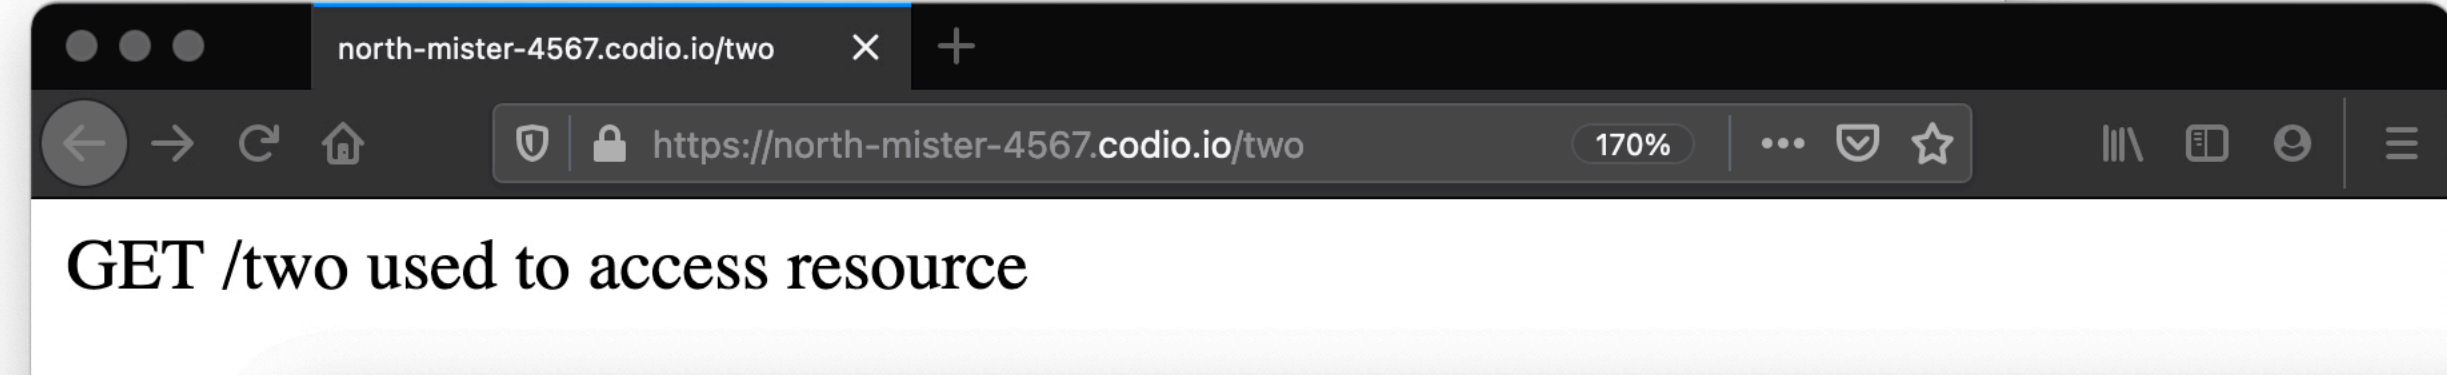 north-mister-4567.codio.io/two
https://north-mister-4567.codio.io/two 170%
GET /two used to access resource